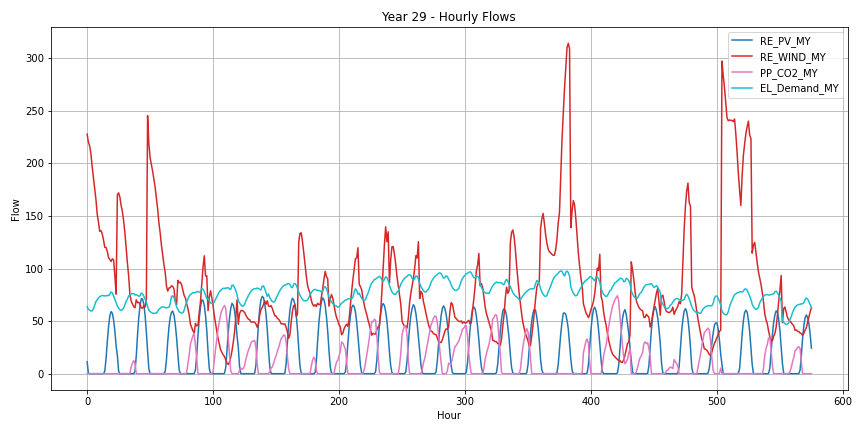 Year 29 - Hourly Flows
RE_PV_MY
RE_WIND_MY
PP_CO2_MY
EL_Demand_MY
Flow
300
250
200
150
100
50
0
0 100 200 300 400 500 600
Hour